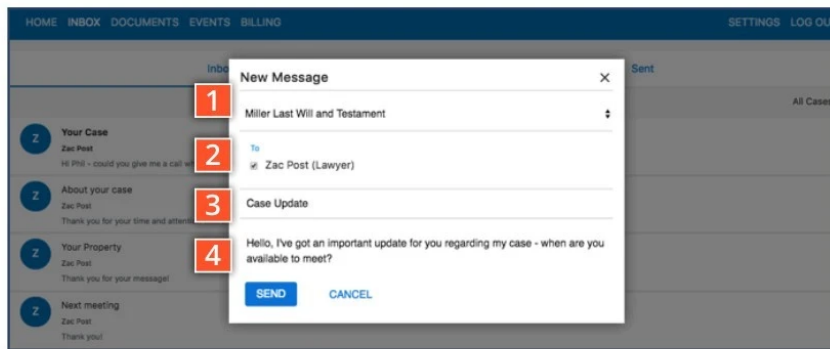 HOME INBOX DOCUMENTS EVENTS BILLING
SETTINGS LOG OU
Inbo
Sent
All Cases
New Message
×
1
Miller Last Will and Testament
2
To
Zac Post (Lawyer)
3
Case Update
4
Hello, I've got an important update for you regarding my case - when are you
available to meet?
SEND
CANCEL
Z
Your Case
Zac Post
Hi Phil - could you give me a call wh
Z
About your case
Zac Post
Thank you for your time and attenti
Z
Your Property
Zac Post
Thank you for your message!
Z
Next meeting
Zac Post
Thank you!